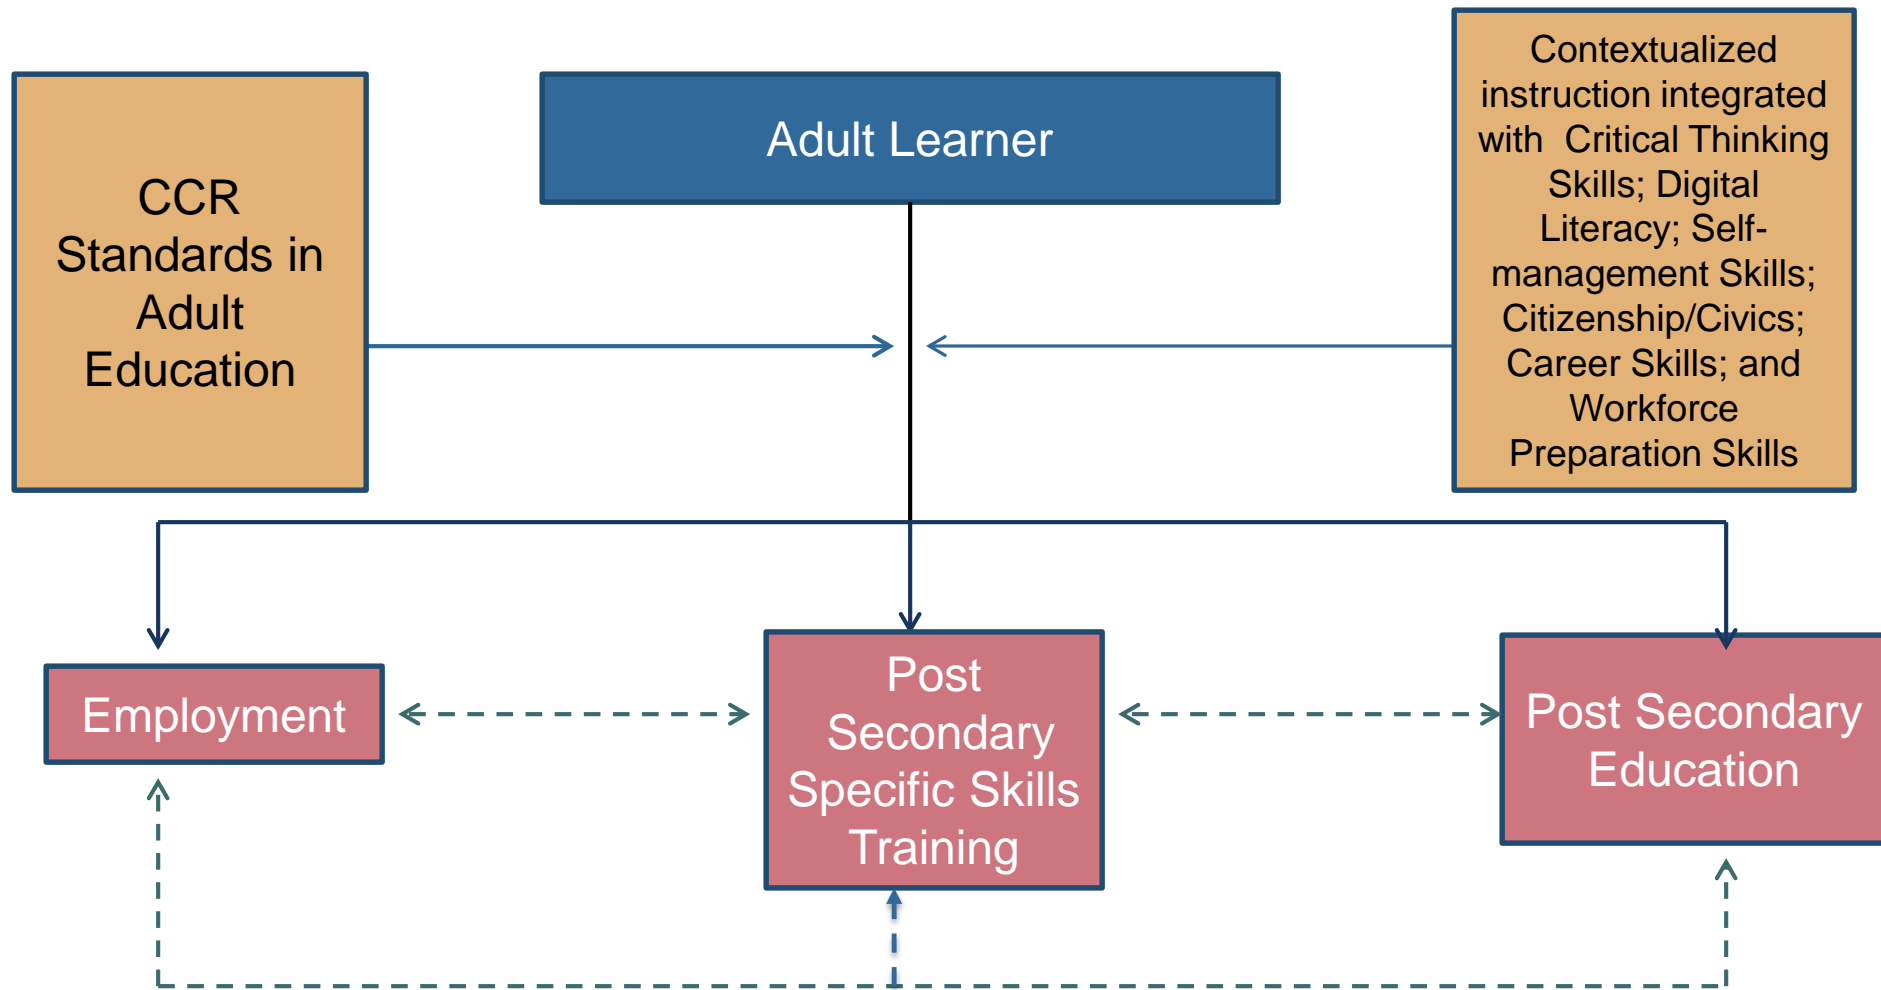 CCR
Standards in
Adult
Education
Adult Learner
Contextualized
instruction integrated
with  Critical Thinking
Skills; Digital
Literacy; Self-
management Skills;
Citizenship/Civics;
Career Skills; and
Workforce
Preparation Skills
Employment
Post
Secondary
Specific Skills
Training
Post Secondary
Education